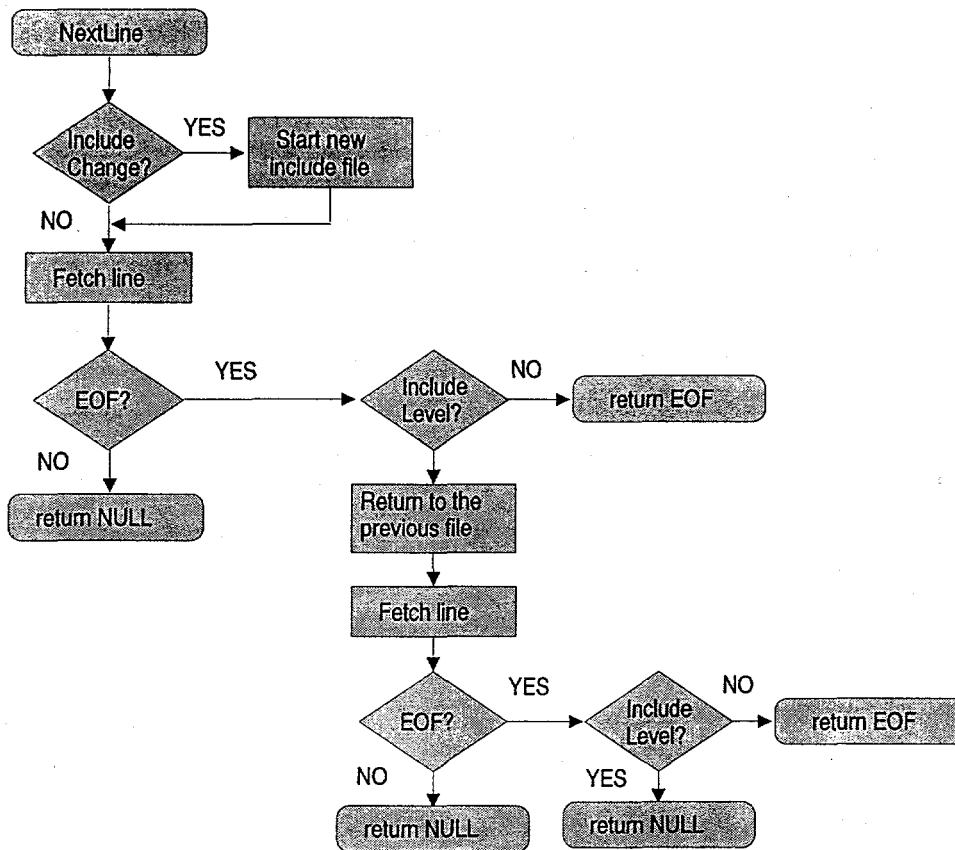 NextLine
Include
Change?
YES
Start new
include file
NO
Fetch line
EOF?
YES
Include
Level?
NO
return EOF
NO
return NULL
Return to the
previous file
Fetch line
EOF?
YES
Include
Level?
NO
return EOF
NO
return NULL
YES
return NULL